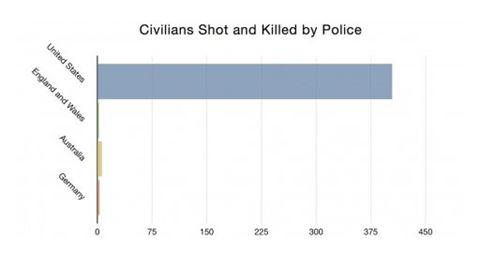 Civilians Shot and Killed by Police
United States
England and Wales
Australia
Germany
0 75 150 225 300 375 450